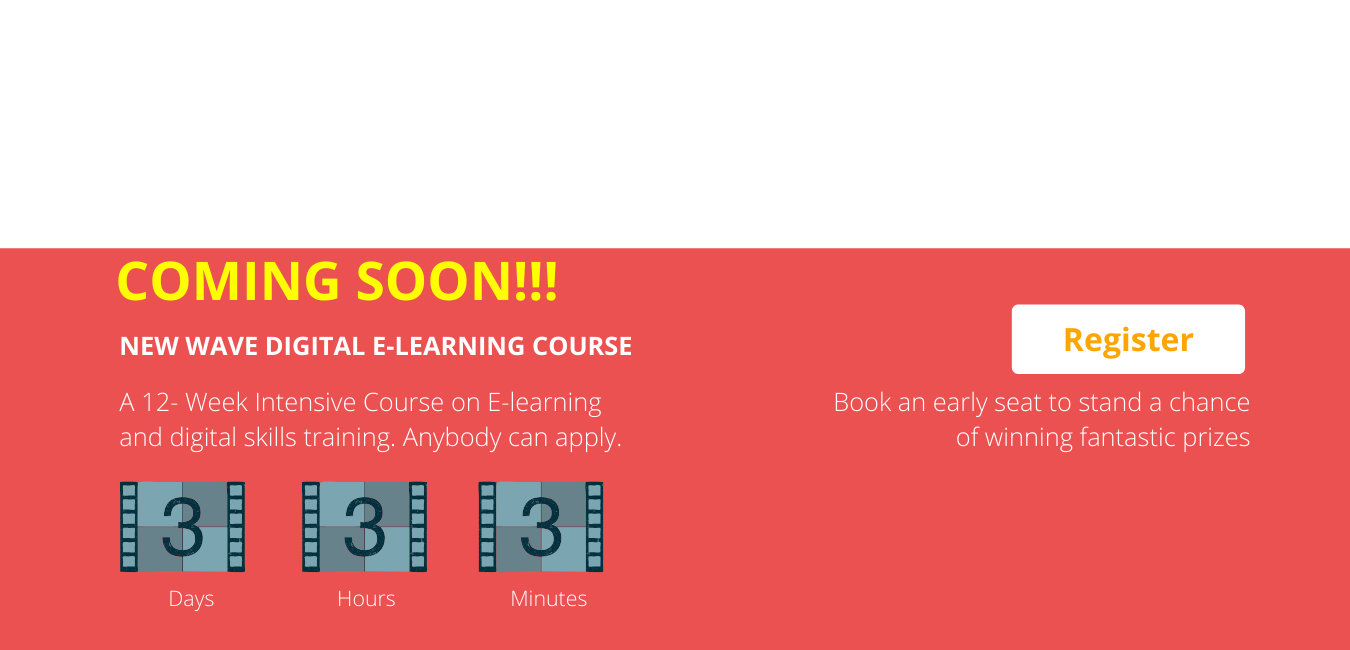 COMING SOON!!!
NEW WAVE DIGITAL E-LEARNING COURSE
A 12- Week Intensive Course on E-learning
and digital skills training. Anybody can apply.
Register
Book an early seat to stand a chance
of winning fantastic prizes
3 3 3
Days Hours Minutes